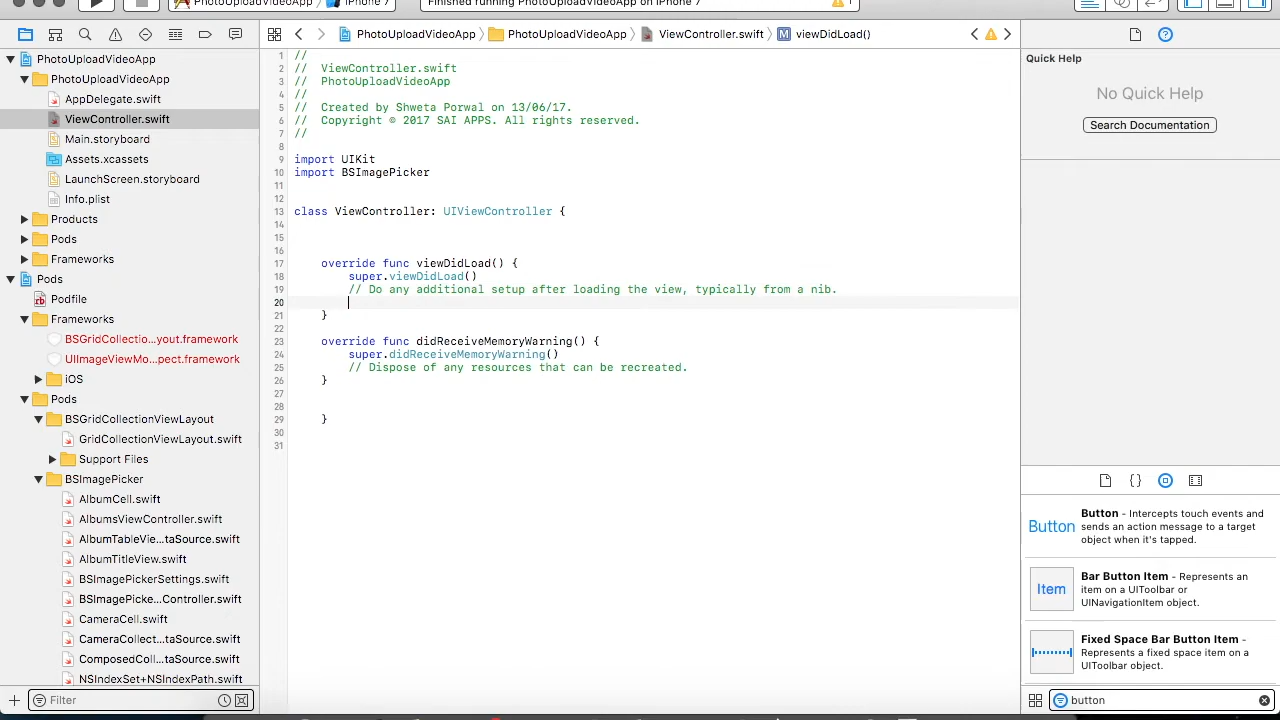 PhotoUploadVideoApp
iPhone 7
Finished running PhotoUploadVideoApp on iPhone 7
1
PhotoUploadVideoApp
PhotoUploadVideoApp
AppDelegate.swift
ViewController.swift
Main.storyboard
Assets.xcassets
LaunchScreen.storyboard
Info.plist
Products
Pods
Frameworks
Pods
Podfile
Frameworks
BSGridCollectio...yout.framework
UIImageViewMo...pect.framework
iOS
Pods
BSGridCollectionViewLayout
GridCollectionViewLayout.swift
Support Files
BSImagePicker
AlbumCell.swift
AlbumsViewController.swift
AlbumTableVie...taSource.swift
AlbumTitleView.swift
BSImagePickerSettings.swift
BSImagePicke...Controller.swift
CameraCell.swift
CameraCollect...taSource.swift
ComposedColl...taSource.swift
NSIndexSet+NSIndexPath.swift
Filter
PhotoUploadVideoApp
PhotoUploadVideoApp
ViewController.swift
M viewDidLoad()
1 //
2 //  ViewController.swift
3 //  PhotoUploadVideoApp
4 //
5 //  Created by Shweta Porwal on 13/06/17.
6 //  Copyright © 2017 SAI APPS. All rights reserved.
7 //
8
9 import UIKit
10 import BSImagePicker
11
12
13 class ViewController: UIViewController {
14
15
16
17 override func viewDidLoad() {
18 super.viewDidLoad()
19 // Do any additional setup after loading the view, typically from a nib.
20
21 }
22
23 override func didReceiveMemoryWarning() {
24 super.didReceiveMemoryWarning()
25 // Dispose of any resources that can be recreated.
26 }
27
28
29 }
30
31
Quick Help
No Quick Help
Search Documentation
{}
Button
Button - Intercepts touch events and
sends an action message to a target
object when it's tapped.
Item
Bar Button Item - Represents an
item on a UIToolbar or
UINavigationItem object.
Fixed Space Bar Button Item -
Represents a fixed space item on a
UIToolbar object.
button